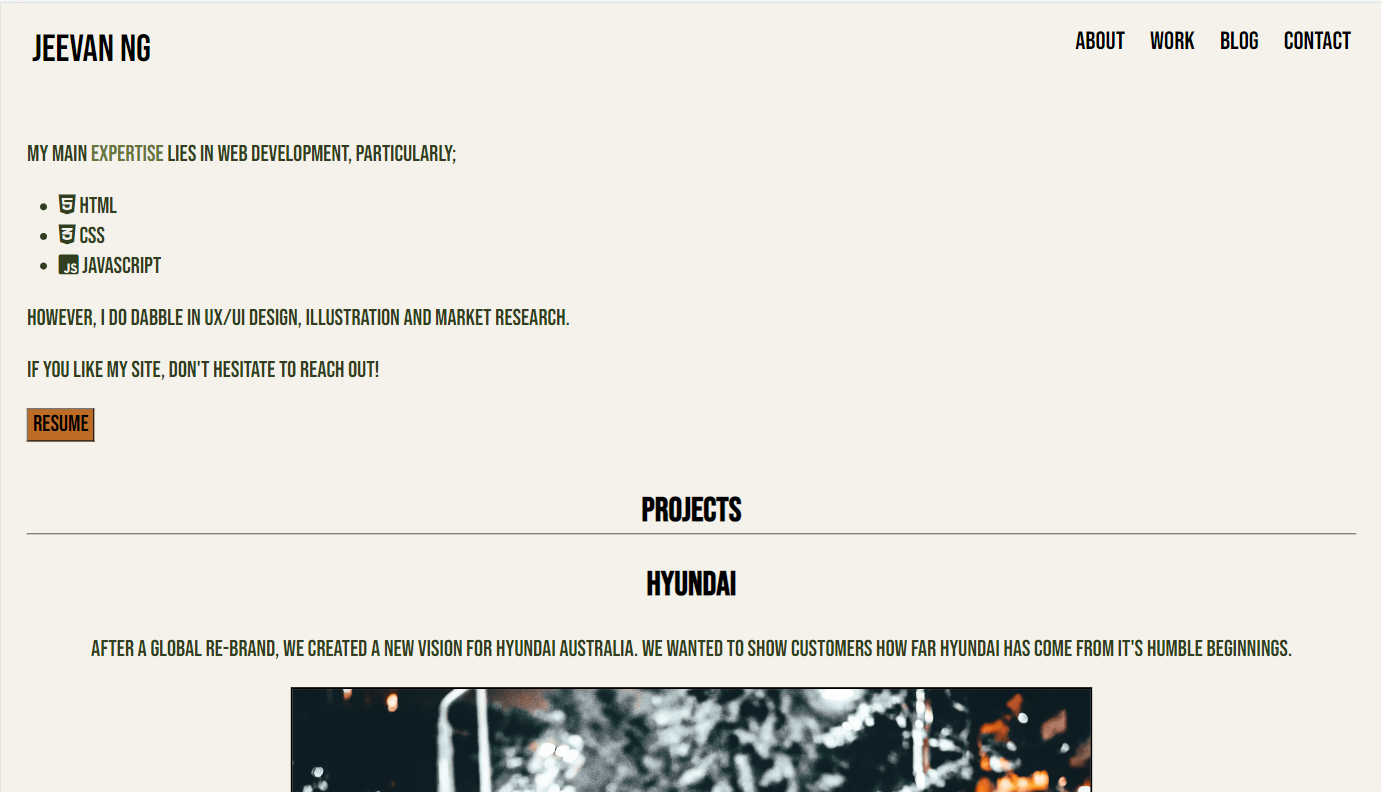 JEEVAN NG
ABOUT WORK BLOG CONTACT
MY MAIN EXPERTISE LIES IN WEB DEVELOPMENT, PARTICULARLY;
• HTML
• CSS
• JS JAVASCRIPT
HOWEVER, I DO DABBLE IN UX/UI DESIGN, ILLUSTRATION AND MARKET RESEARCH.
IF YOU LIKE MY SITE, DON'T HESITATE TO REACH OUT!
RESUME
PROJECTS
HYUNDAI
AFTER A GLOBAL RE-BRAND, WE CREATED A NEW VISION FOR HYUNDAI AUSTRALIA. WE WANTED TO SHOW CUSTOMERS HOW FAR HYUNDAI HAS COME FROM IT'S HUMBLE BEGINNINGS.